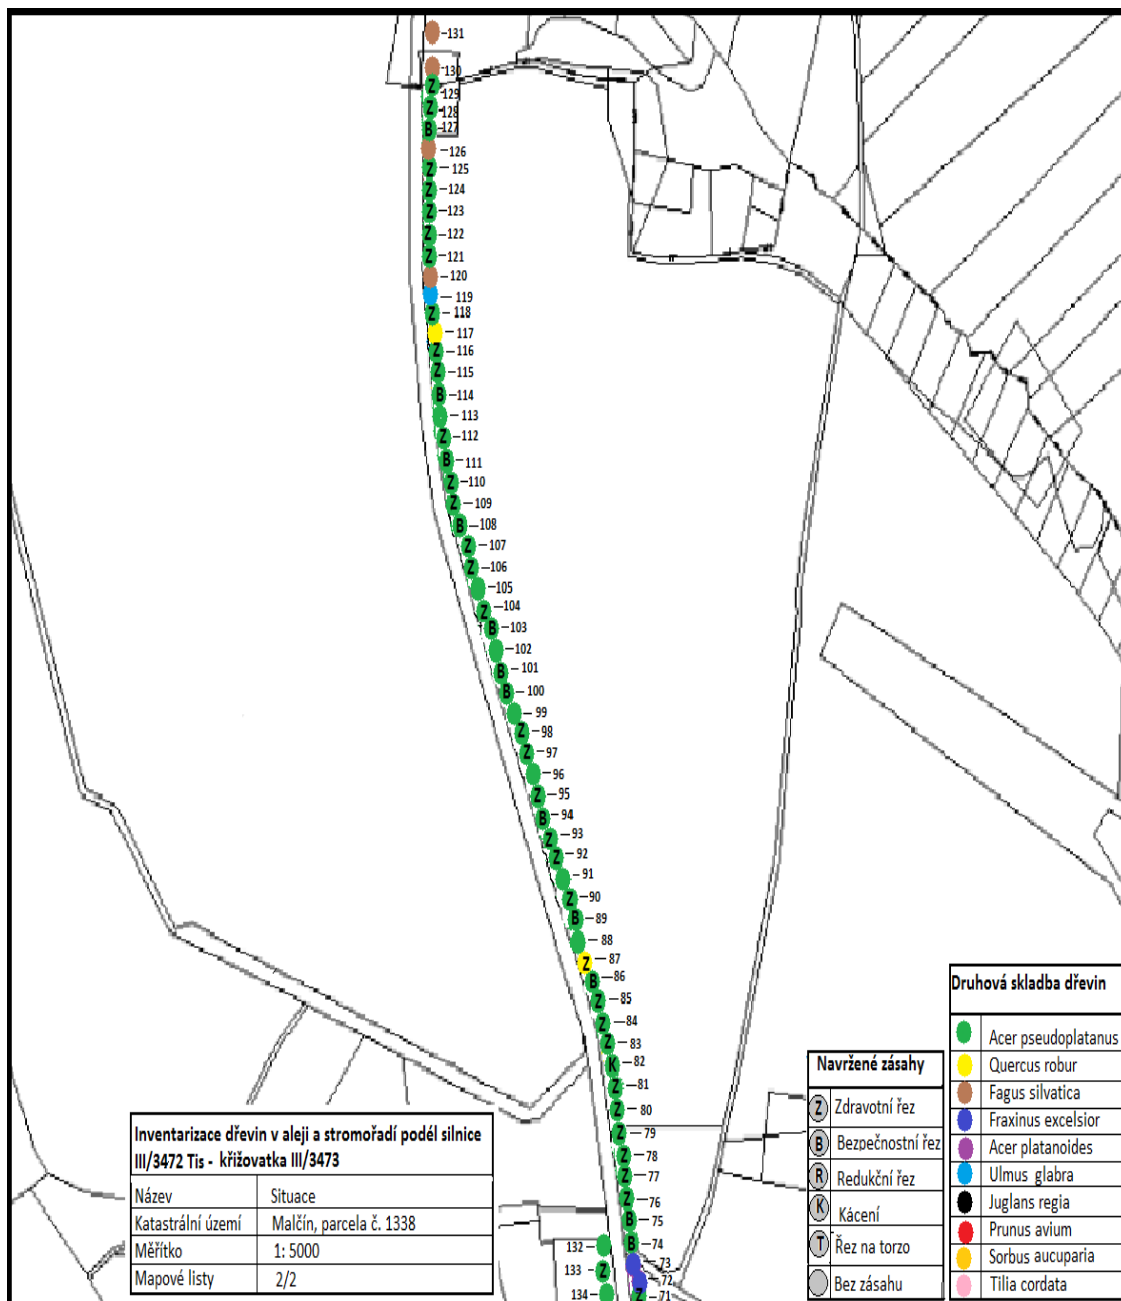 131
130
Z
129
Z
128
B 127
126
Z 125
Z 124
Z 123
Z 122
Z 121
120
119
Z 118
117
Z 116
Z 115
B 114
113
Z 112
B 111
Z 110
Z 109
B 108
Z 107
Z 106
105
Z 104
B 103
102
B 101
B 100
99
Z 98
Z 97
96
Z 95
B 94
Z 93
Z 92
91
Z 90
B 89
88
Z 87
B 86
Z 85
Z 84
Z 83
K 82
Z 81
Z 80
Z 79
Z 78
Z 77
Z 76
B 75
B 74
73
72
Z 71
132
133 Z
134
Inventarizace dřevin v aleji a stromořadí podél silnice
III/3472 Tis - křížovatka III/3473
Název Situace
Katastrální území Malčín, parcela č. 1338
Měřítko 1: 5000
Mapové listy 2/2
Navržené zásahy
Z Zdravotní řez
B Bezpečnostní řez
R Redukční řez
K Kácení
T Řez na torzo
Bez zásahu
Druhová skladba dřevin
Acer pseudoplatanus
Quercus robur
Fagus silvatica
Fraxinus excelsior
Acer platanoides
Ulmus glabra
Juglans regia
Prunus avium
Sorbus aucuparia
Tilia cordata